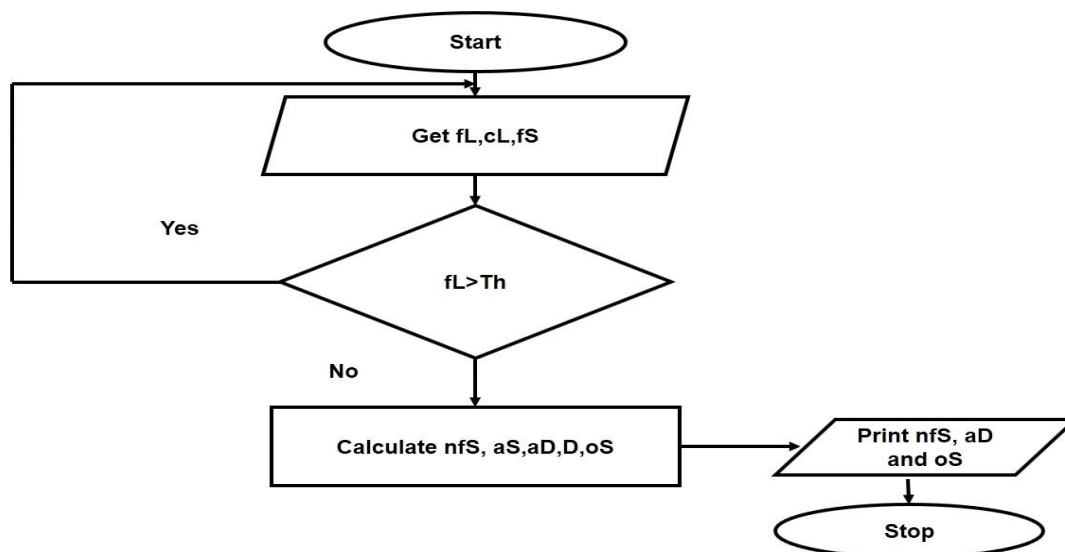 Start
Get fL,cL,fS
Yes
fL>Th
No
Calculate nfS, aS,aD,D,oS
Print nfS, aD
and oS
Stop